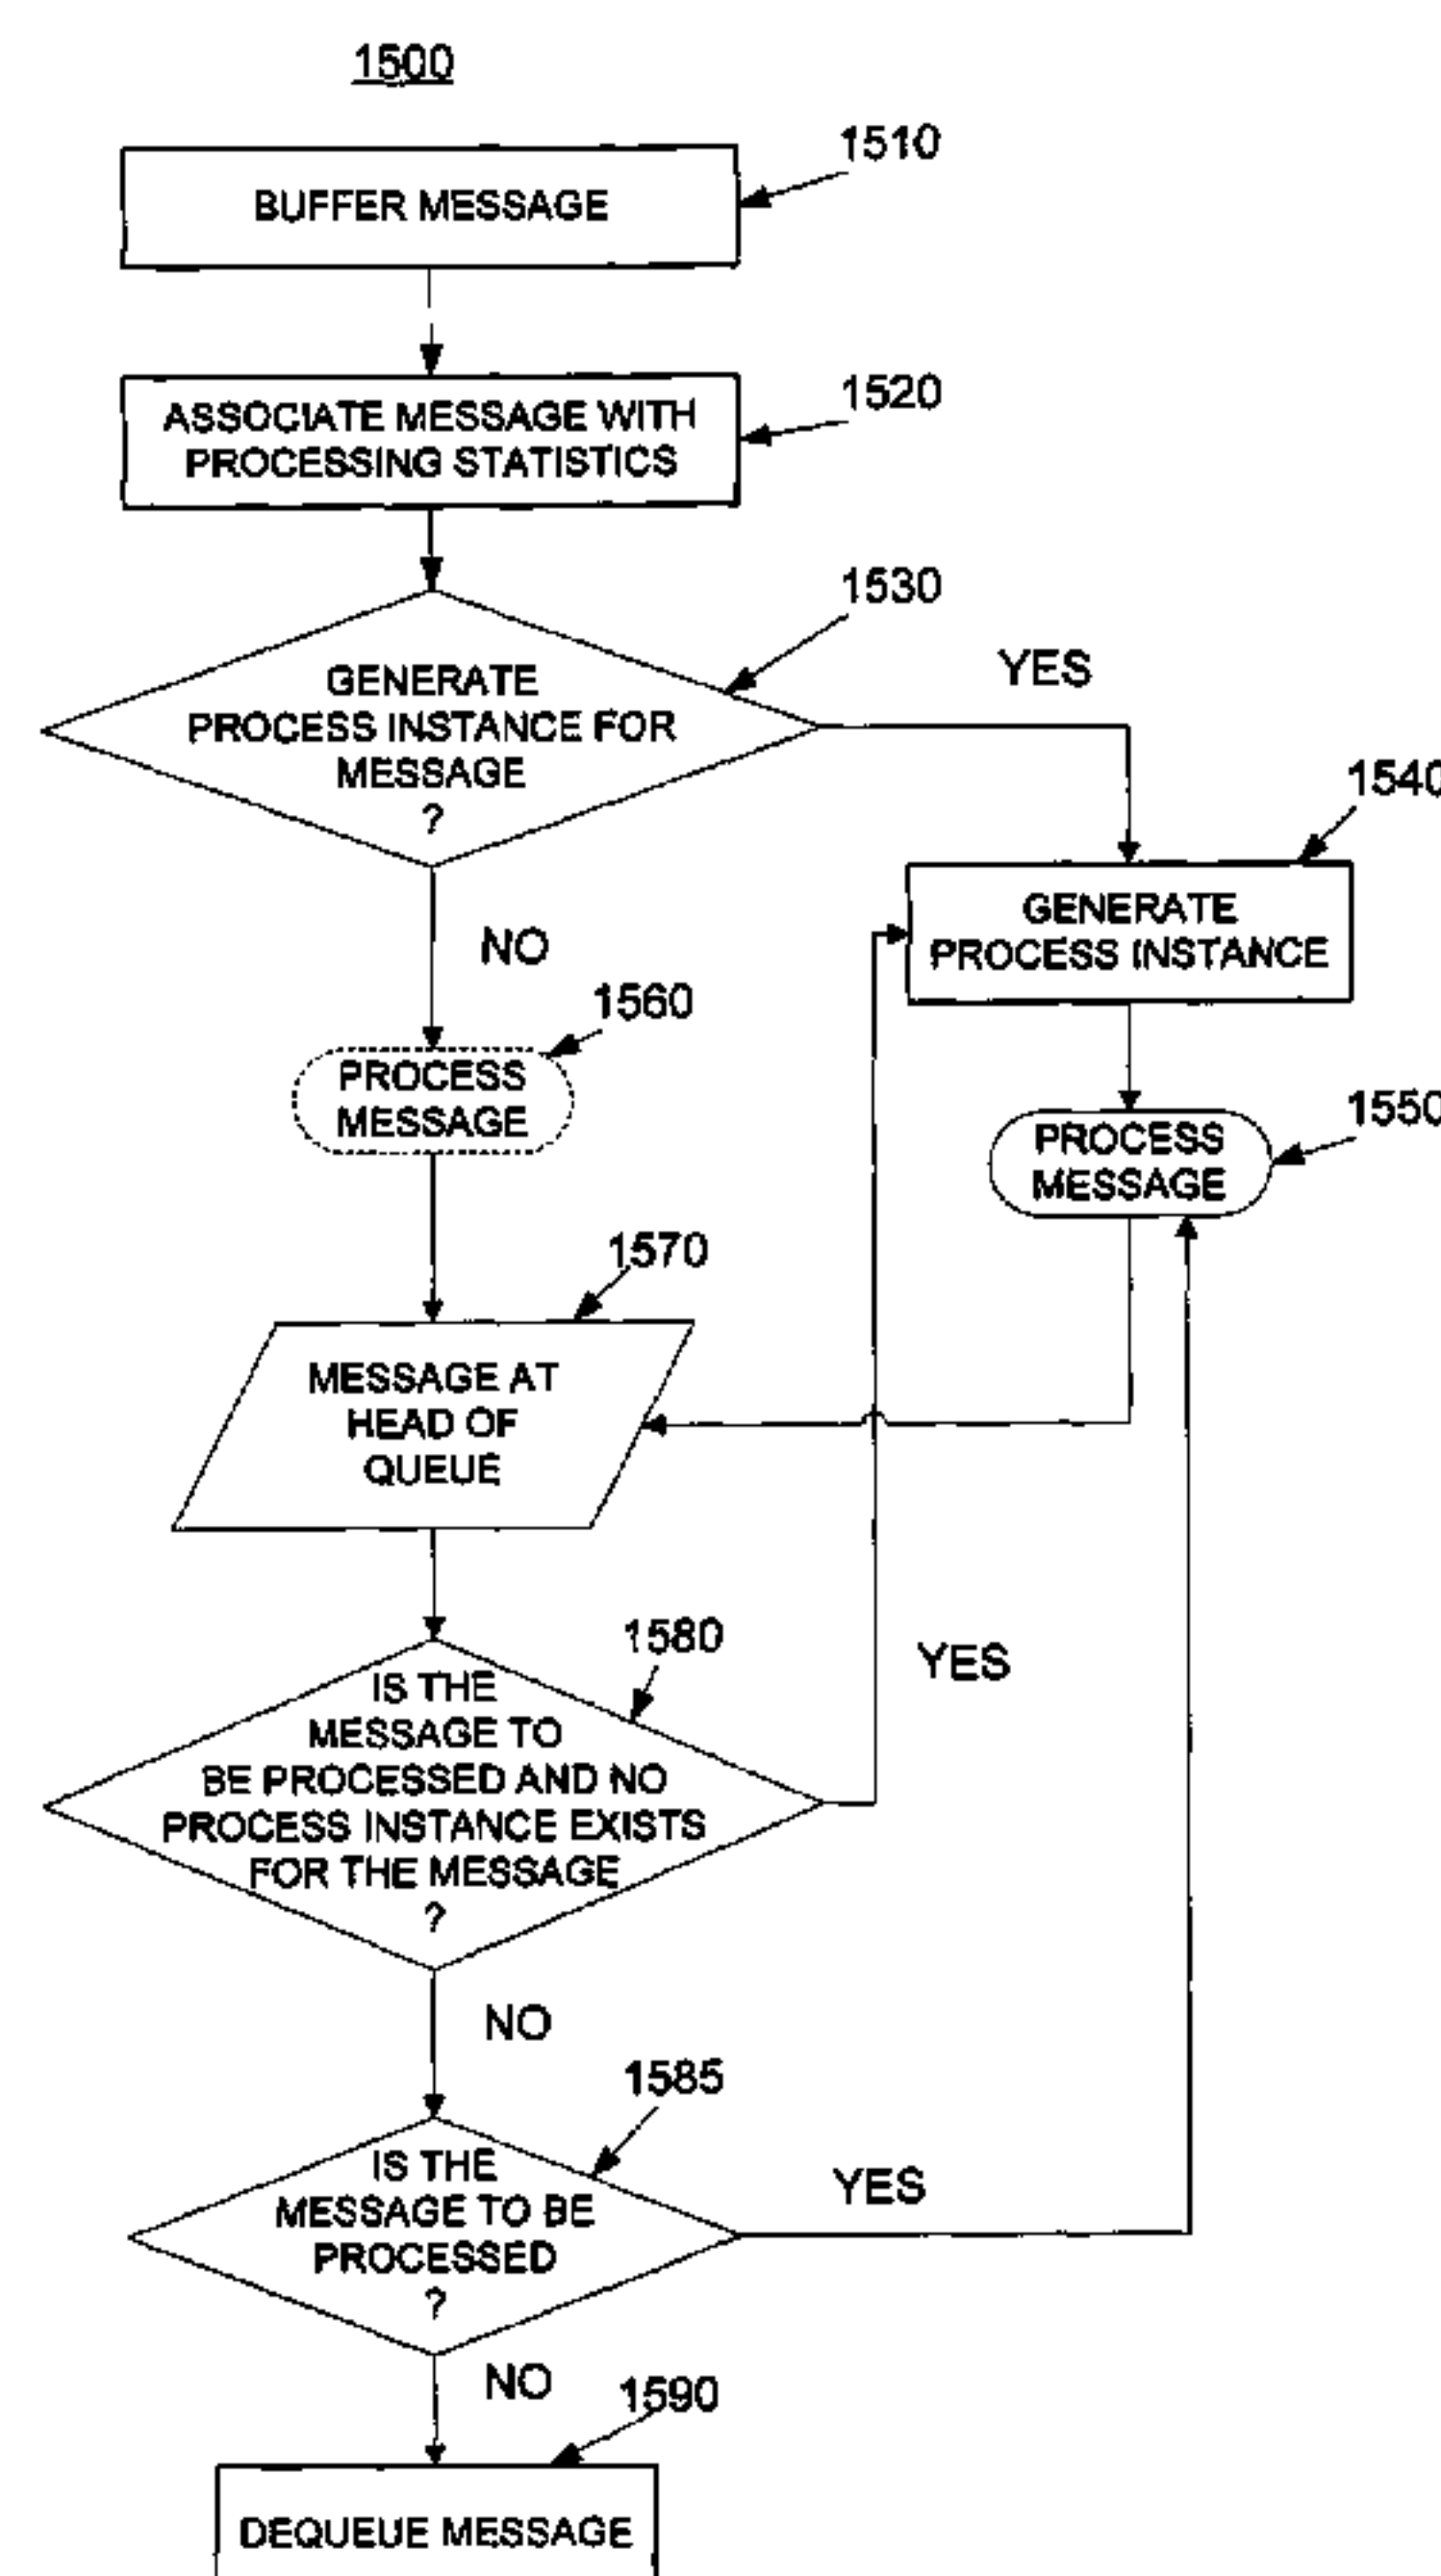 1500
1510
BUFFER MESSAGE
1520
ASSOCIATE MESSAGE WITH
PROCESSING STATISTICS
1530
YES
GENERATE
PROCESS INSTANCE FOR
MESSAGE
?
1540
GENERATE
PROCESS INSTANCE
NO
1560
PROCESS
MESSAGE
1550
PROCESS
MESSAGE
1570
MESSAGE AT
HEAD OF
QUEUE
1580
YES
IS THE
MESSAGE TO
BE PROCESSED AND NO
PROCESS INSTANCE EXISTS
FOR THE MESSAGE
?
NO
1585
YES
IS THE
MESSAGE TO BE
PROCESSED
?
NO
1590
DEQUEUE MESSAGE